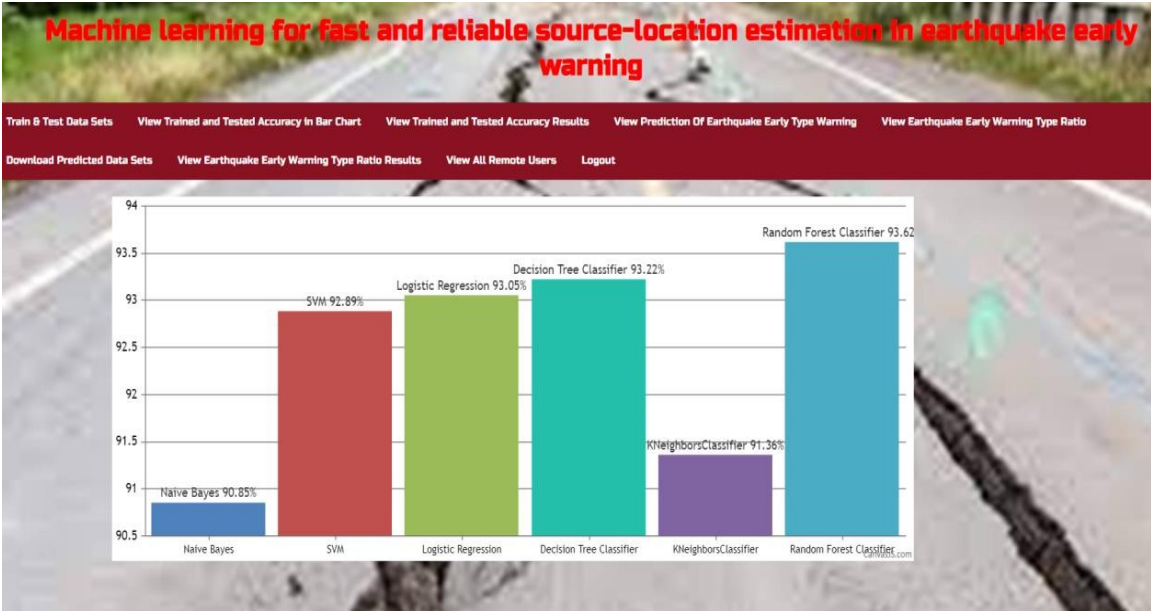 Machine learning for fast and reliable source-location estimation in earthquake early
warning
Train & Test Data Sets View Trained and Tested Accuracy in Bar Chart View Trained and Tested Accuracy Results View Prediction Of Earthquake Early Type Warning View Earthquake Early Warning Type Ratio
Download Predicted Data Sets View Earthquake Early Warning Type Ratio Results View All Remote Users Logout
94
Random Forest Classifier 93.62
93.5
Decision Tree Classifier 93.22%
Logistic Regression 93.05%
93
SVM 92.89%
92.5
92
91.5
KNeighborsClassifier 91.36%
91
Naive Bayes 90.85%
90.5
Naive Bayes SVM Logistic Regression Decision Tree Classifier KNeighborsClassifier Random Forest Classifier
CanvasJS.com